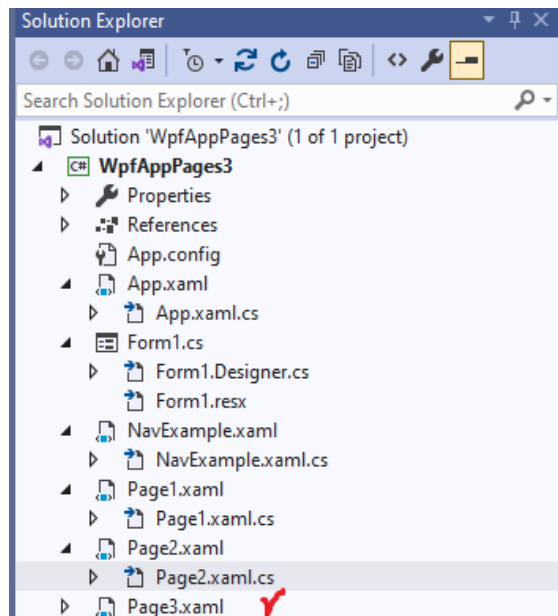 Solution Explorer
Search Solution Explorer (Ctrl+;)
Solution 'WpfAppPages3' (1 of 1 project)
C# WpfAppPages3
Properties
References
App.config
App.xaml
App.xaml.cs
Form1.cs
Form1.Designer.cs
Form1.resx
NavExample.xaml
NavExample.xaml.cs
Page1.xaml
Page1.xaml.cs
Page2.xaml
Page2.xaml.cs
Page3.xaml